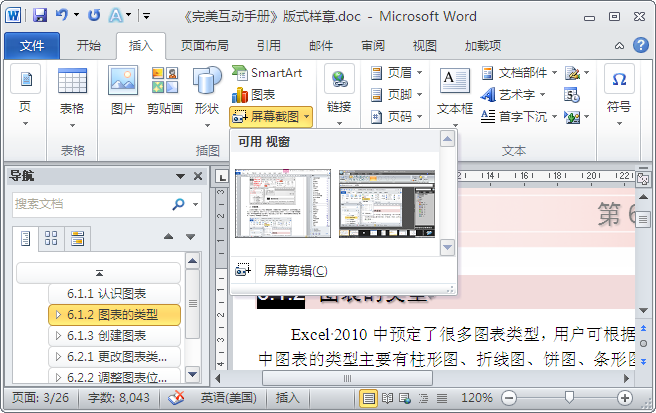 《完美互动手册》版式样章.doc - Microsoft Word
文件 开始 插入 页面布局 引用 邮件 审阅 视图 加载项
页 表格 图片 剪贴画 形状 SmartArt 图表 屏幕截图 链接 页眉 页脚 页码 文本框 文档部件 艺术字 首字下沉 符号
表格 插图 文本
可用 视窗
屏幕剪辑(C)
导航
搜索文档
6.1.1 认识图表
6.1.2 图表的类型
6.1.3 创建图表
6.2.1 更改图表类...
6.2.2 调整图表位...
18 20 22
第 6
6.1.2 图表的类型
Excel·2010 中预定了很多图表类型，用户可根据
中图表的类型主要有柱形图、折线图、饼图、条形图
页面: 3/26 字数: 8,043 英语(美国) 插入 120%